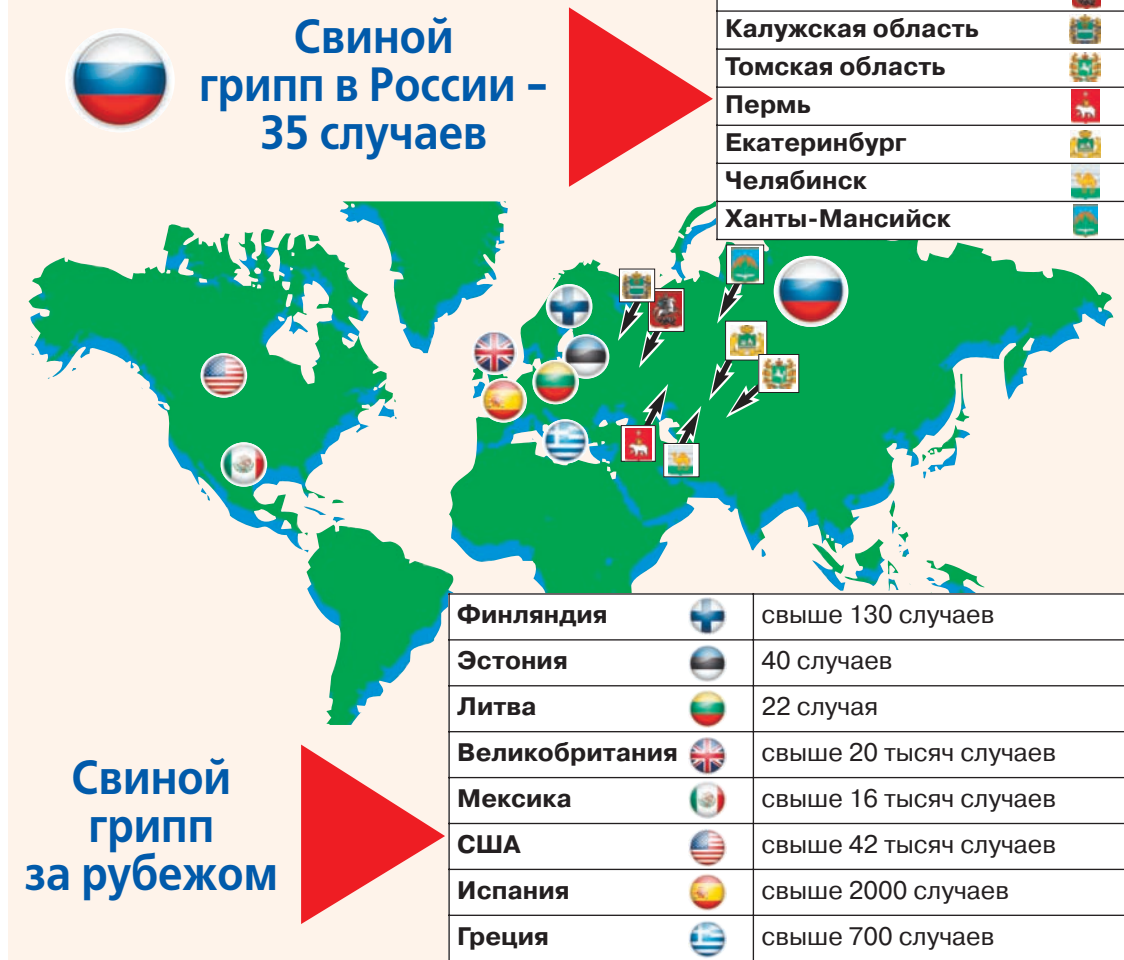 Свиной
грипп в России –
35 случаев
Калужская область
Томская область
Пермь
Екатеринбург
Челябинск
Ханты-Мансийск
Свиной
грипп
за рубежом
Финляндия свыше 130 случаев
Эстония 40 случаев
Литва 22 случая
Великобритания свыше 20 тысяч случаев
Мексика свыше 16 тысяч случаев
США свыше 42 тысяч случаев
Испания свыше 2000 случаев
Греция свыше 700 случаев